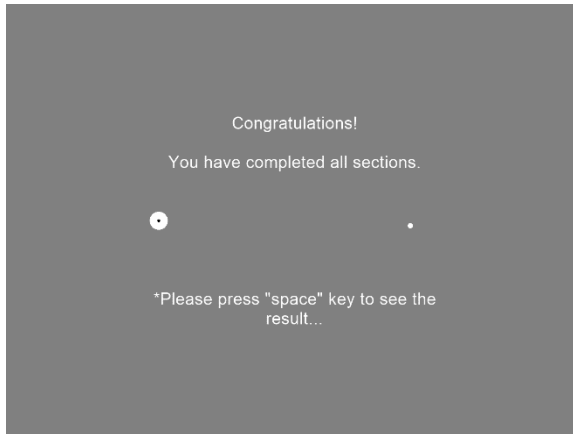 Congratulations!
You have completed all sections.
*Please press "space" key to see the
result...